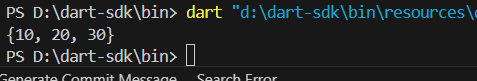 PS D:\dart-sdk\bin> dart "d:\dart-sdk\bin\resources\
{10, 20, 30}
PS D:\dart-sdk\bin>
Generate Commit Message Search Error